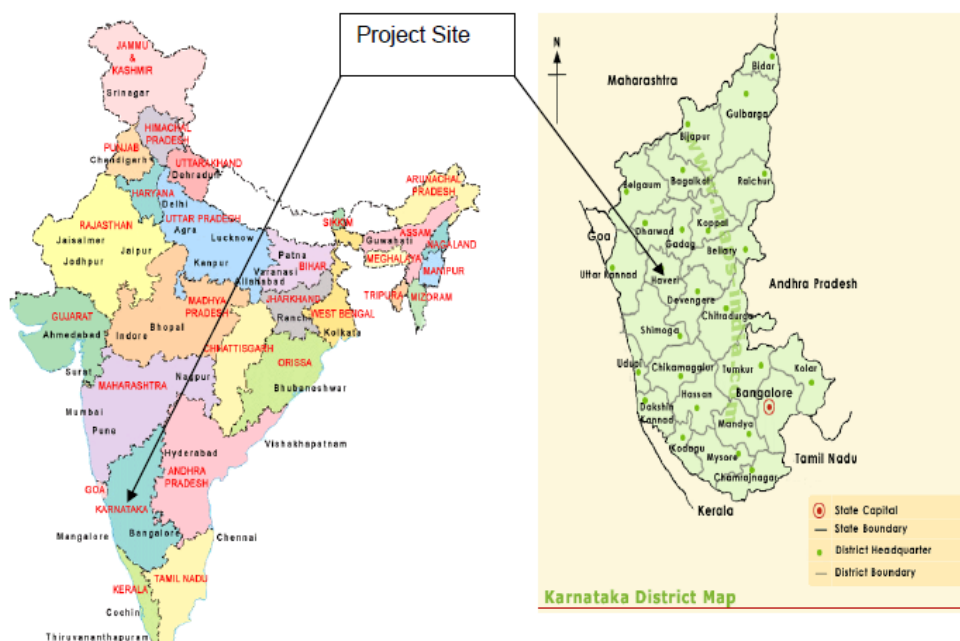 Project Site
JAMMU
&
KASHMIR
Srinagar
HIMACHAL
PRADESH
PUNJAB
Chendigerh
UTTARAKHAND
Dehradun
HARYANA
Delhi
ARUNACHAL
PRADESH
RAJASTHAN
UTTAR PRADESH
Agra
Lucknow
SIKKIM
ASSAM
Guwahati
NAGALAND
Jaisalmer
Jaipur
Jodhpur
Kanpur
Patna
MEGHALAYA
MANIPUR
Varanasi
BIHAR
Allahabad
TRIPURA
MIZORAM
GUJARAT
Ahmedabad
MADHYA
PRADESH
JHARKHAND
Ranchi
WEST BENGAL
Kolkata
Indore
Bhopal
CHHATTISGARH
ORISSA
Surat
Nagpur
MAHARASHTRA
Bhubaneshwar
Mumbai
Pune
Vishakhapatnam
Hyderabad
ANDHRA
PRADESH
GOA
KARNATAKA
Mangalore
Bangalore
Chennai
KERALA
TAMIL NADU
Cochin
Thiruvananthapuram
N
Maharashtra
Bidar
Gulbarga
Bijapur
Bagalkot
Belgaum
Raichur
Goa
Dharwad
Koppal
Gadag
Bellary
Uttar Kannad
Haveri
Andhra Pradesh
Devengere
Chitradurga
Shimoga
Udupi
Chikamagalur
Tumkur
Kolar
Hassan
Bangalore
Dakshin
Kannad
Mandya
Kodagu
Mysore
Tamil Nadu
Chamrajnagar
Kerala
State Capital
State Boundary
District Headquarter
District Boundary
Karnataka District Map